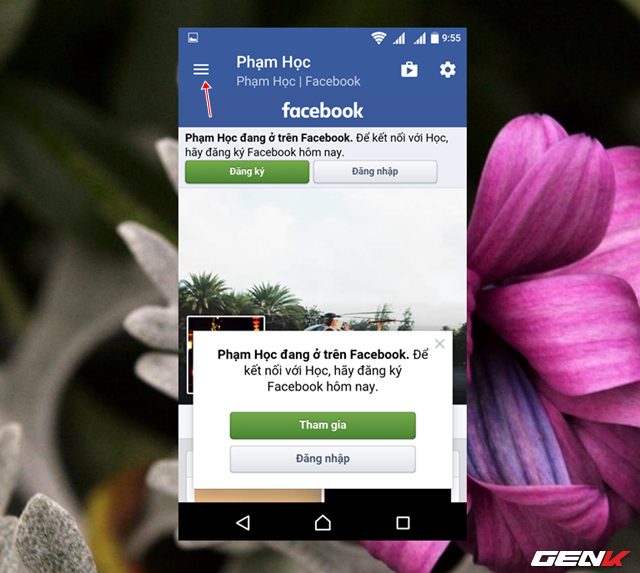 9:55
Phạm Học
Phạm Học | Facebook
facebook
Phạm Học đang ở trên Facebook. Để kết nối với Học,
hãy đăng ký Facebook hôm nay.
Đăng ký
Đăng nhập
Phạm Học đang ở trên Facebook. Để
kết nối với Học, hãy đăng ký
Facebook hôm nay.
Tham gia
Đăng nhập
GENK